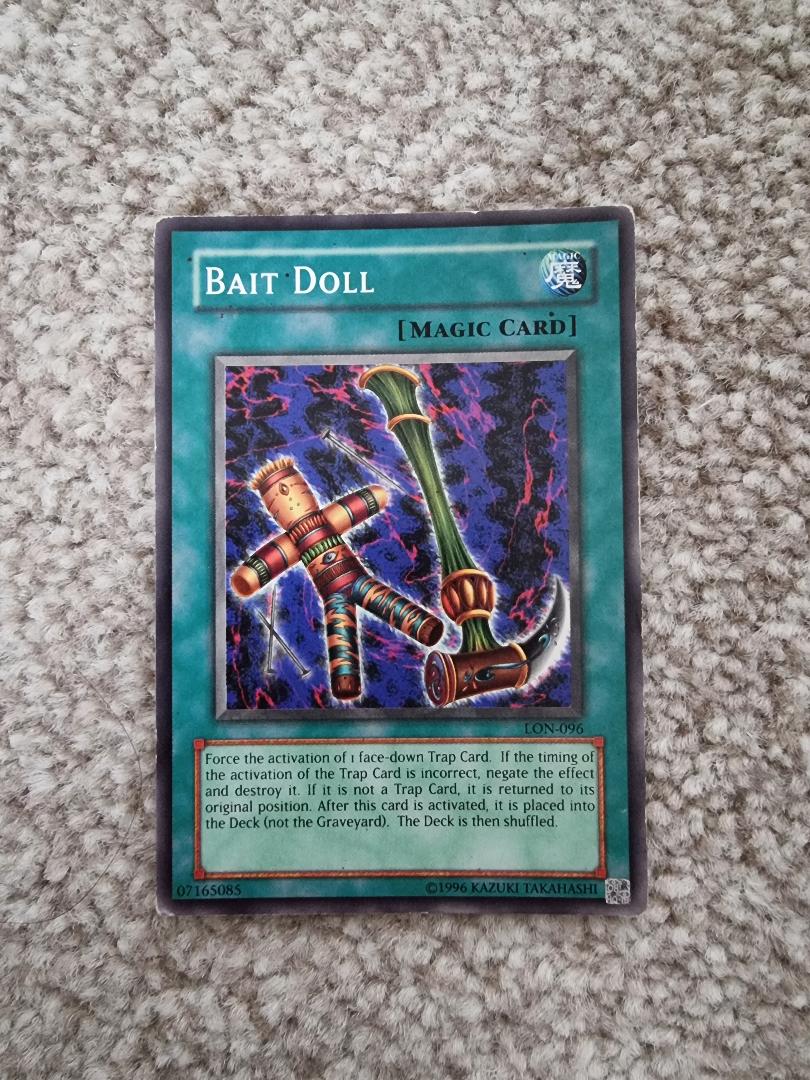 Bait Doll
MAGIC
魔
[Magic Card]
LON-096
Force the activation of 1 face-down Trap Card. If the timing of
the activation of the Trap Card is incorrect, negate the effect
and destroy it. If it is not a Trap Card, it is returned to its
original position. After this card is activated, it is placed into
the Deck (not the Graveyard). The Deck is then shuffled.
07165085
©1996 KAZUKI TAKAHASHI